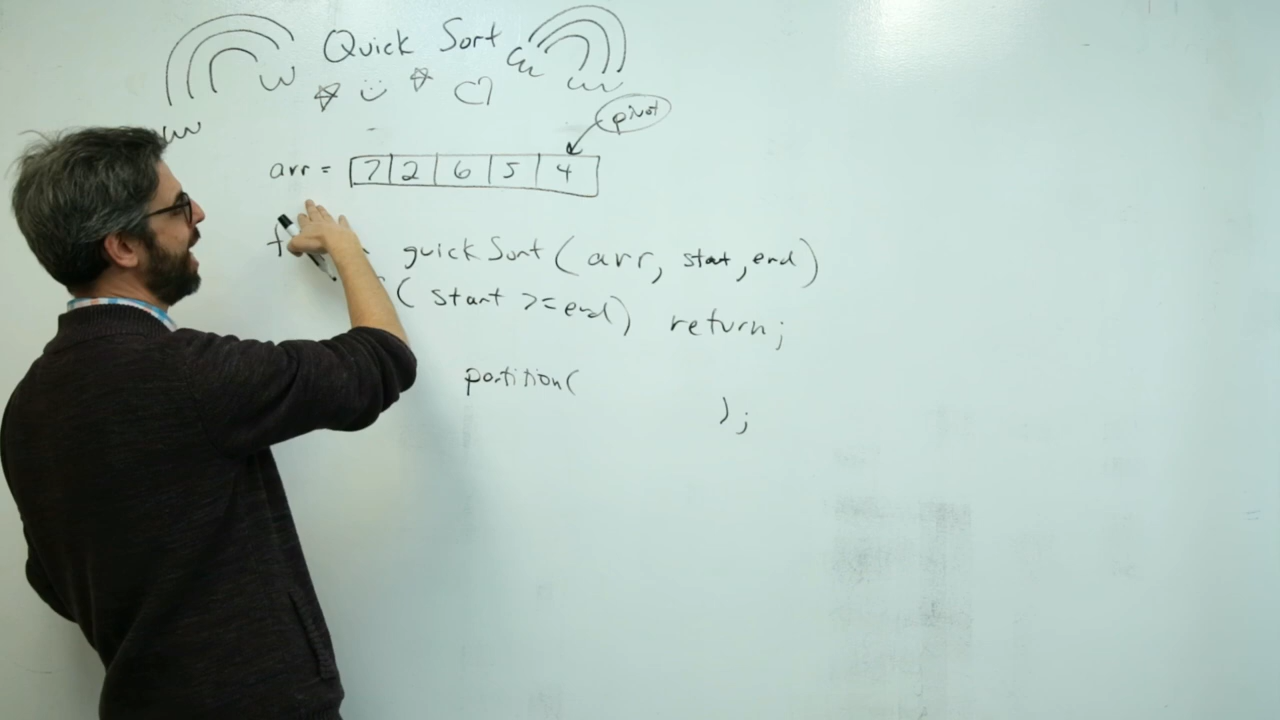 Quick Sort
pivot
arr = 7 2 6 5 4
quickSort(arr, start, end)
( start >= end) return;
partition(
);